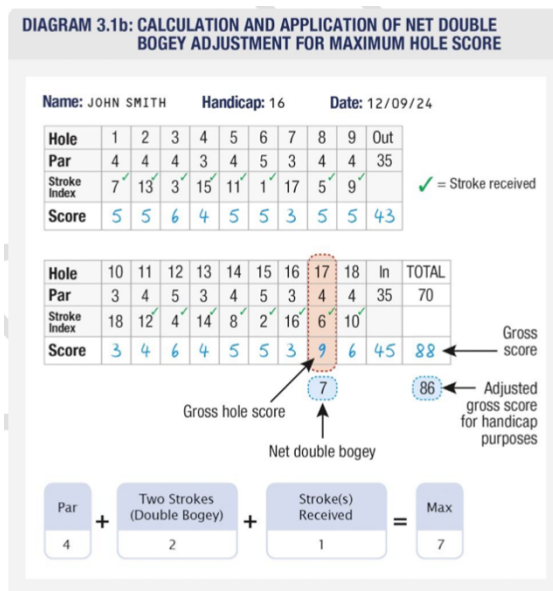 DIAGRAM 3.1b: CALCULATION AND APPLICATION OF NET DOUBLE
BOGEY ADJUSTMENT FOR MAXIMUM HOLE SCORE
Name: JOHN SMITH Handicap: 16 Date: 12/09/24
Hole 1 2 3 4 5 6 7 8 9 Out
Par 4 4 4 3 4 5 3 4 4 35
Stroke Index 7✓ 13✓ 3✓ 15✓ 11✓ 1✓ 17 5✓ 9✓
✓ = Stroke received
Score 5 5 6 4 5 5 3 5 5 43
Hole 10 11 12 13 14 15 16 17 18 In TOTAL
Par 3 4 5 3 4 5 3 4 4 35 70
Stroke Index 18 12✓ 4✓ 14✓ 8✓ 2✓ 16✓ 6✓ 10✓
Score 3 4 6 4 5 5 3 9 6 45 88
Gross
score
7
86
Adjusted
gross score
for handicap
purposes
Gross hole score
Net double bogey
Par
4
+
Two Strokes
(Double Bogey)
2
+
Stroke(s)
Received
1
=
Max
7